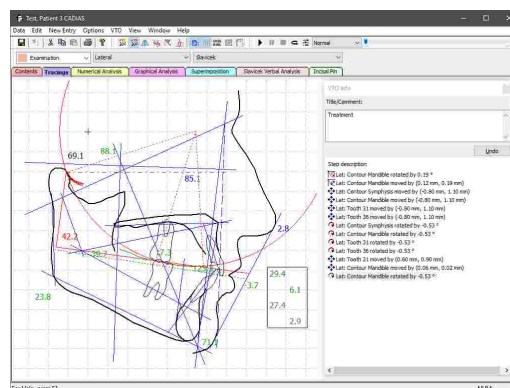 Test, Patient 3 CADIAS
Data Edit New Entry Options VTO View Window Help
Normal
Examination Lateral Slavicek
Contents Tracings Numerical Analysis Graphical Analysis Superimposition Slavicek Verbal Analysis Incisal Pin
VTO Info
Title/Comment:
Treatment
Undo
Step description
Lat: Contour Mandible rotated by 0.19 °
Lat: Contour Mandible moved by (0.12 mm, 0.19 mm)
Lat: Contour Symphysis moved by (-0.80 mm, 1.10 mm)
Lat: Contour Mandible moved by (-0.80 mm, 1.10 mm)
Lat: Tooth 31 moved by (-0.80 mm, 1.10 mm)
Lat: Tooth 36 moved by (-0.80 mm, 1.10 mm)
Lat: Contour Symphysis rotated by -0.53 °
Lat: Contour Mandible rotated by -0.53 °
Lat: Tooth 31 rotated by -0.53 °
Lat: Tooth 36 rotated by -0.53 °
Lat: Tooth 31 moved by (0.60 mm, 0.90 mm)
Lat: Contour Mandible moved by (0.06 mm, 0.02 mm)
Lat: Contour Mandible rotated by -0.53 °
69.1
88.1
85.1
42.2
2.8
-3.7
23.8
29.4
6.1
27.4
2.9